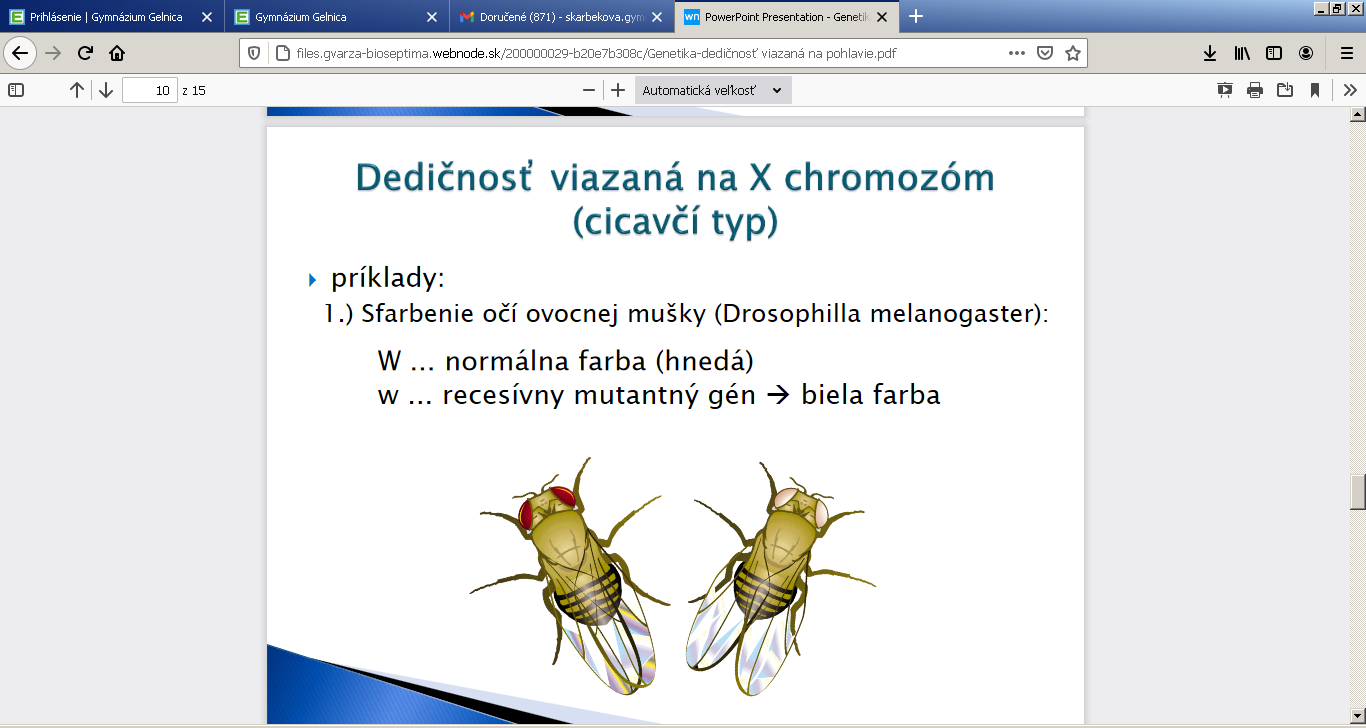 Prihlásenie | Gymnázium Gelnica
Gymnázium Gelnica
Doručené (871) - skarbekova.gym
PowerPoint Presentation - Genetik
files.gvarza-bioseptima.webnode.sk/200000029-b20e7b308c/Genetika-dedičnosť viazaná na pohlavie.pdf
10 z 15
Automatická veľkosť
Dedičnosť viazaná na X chromozóm
(cicavčí typ)
príklady:
1.) Sfarbenie očí ovocnej mušky (Drosophilla melanogaster):
W ... normálna farba (hnedá)
w ... recesívny mutantný gén → biela farba